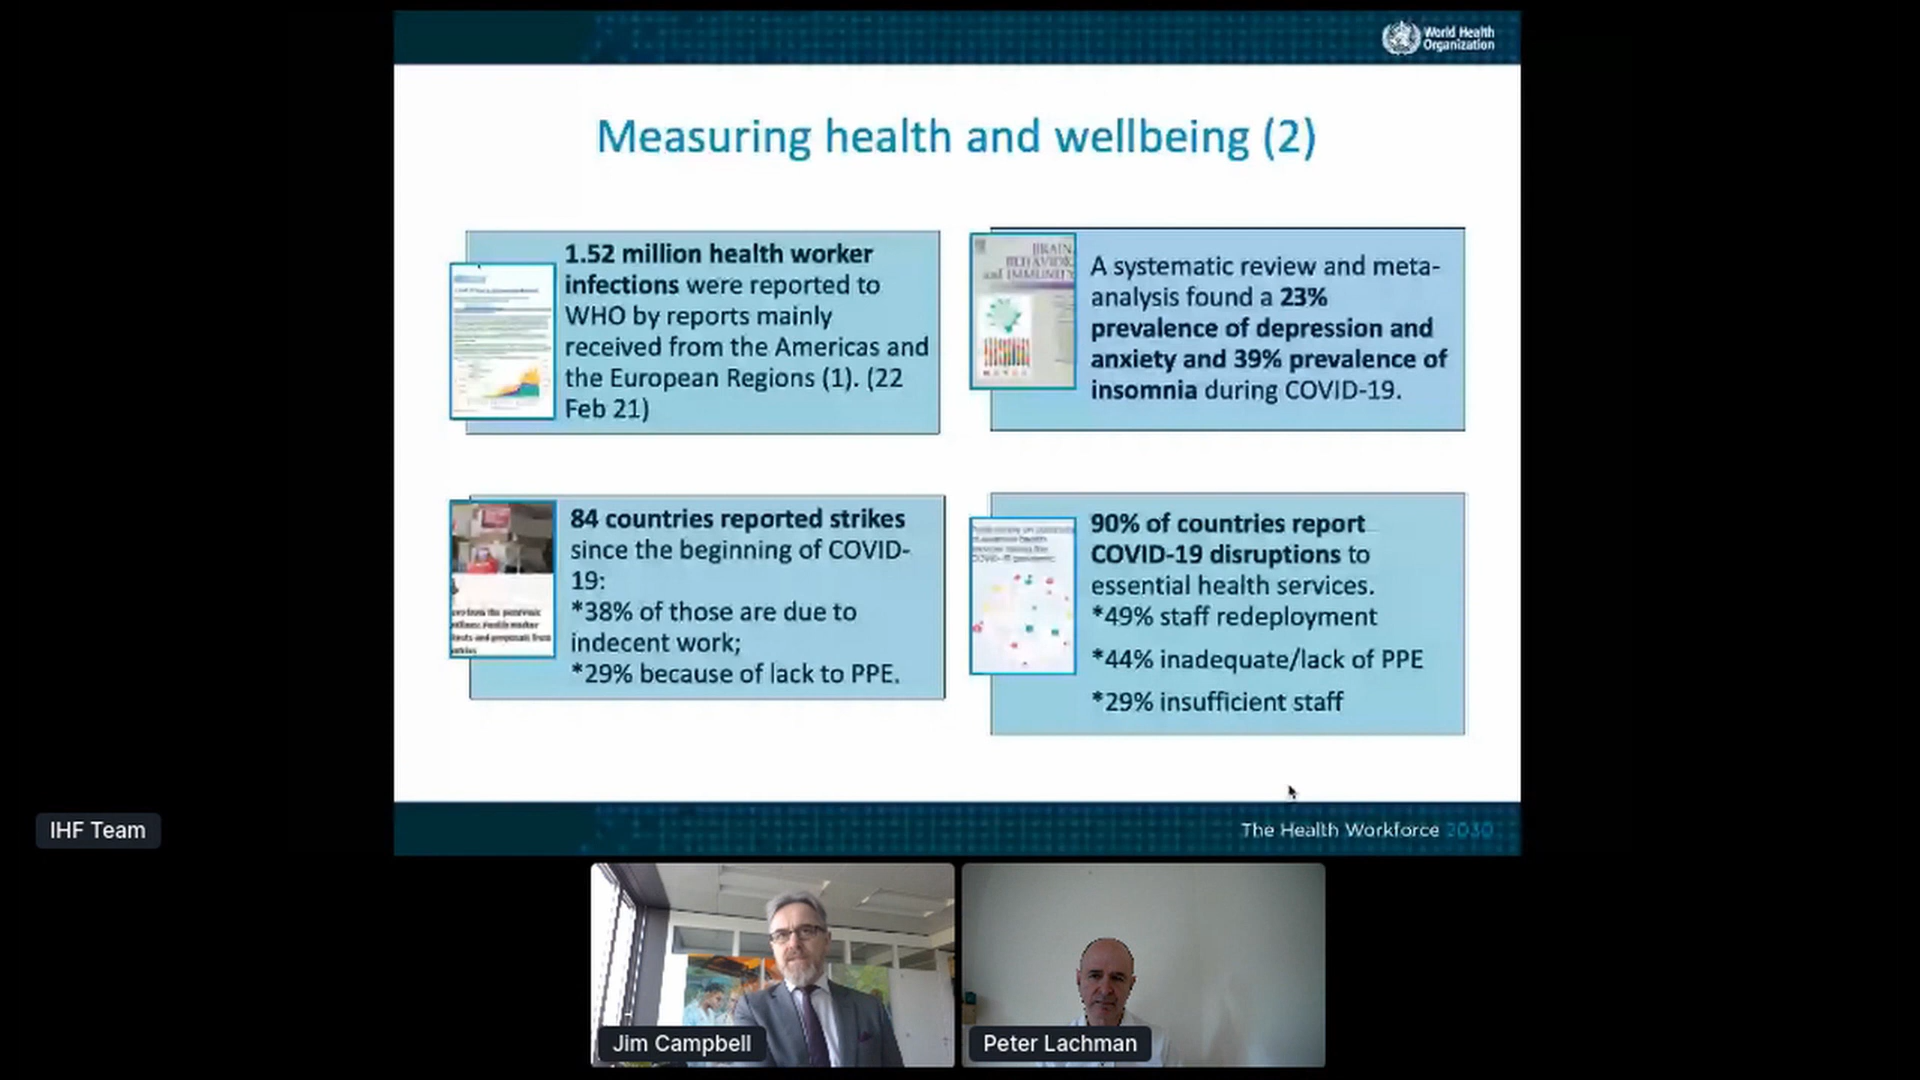 World Health
Organization
Measuring health and wellbeing (2)
1.52 million health worker
infections were reported to
WHO by reports mainly
received from the Americas and
the European Regions (1). (22
Feb 21)
BRAIN,
BEHAVIOR,
and IMMUNITY
A systematic review and meta-
analysis found a 23%
prevalence of depression and
anxiety and 39% prevalence of
insomnia during COVID-19.
84 countries reported strikes
since the beginning of COVID-
19:
*38% of those are due to
indecent work;
*29% because of lack to PPE.
90% of countries report
COVID-19 disruptions to
essential health services.
*49% staff redeployment
*44% inadequate/lack of PPE
*29% insufficient staff
The Health Workforce 2030
IHF Team
Jim Campbell
Peter Lachman